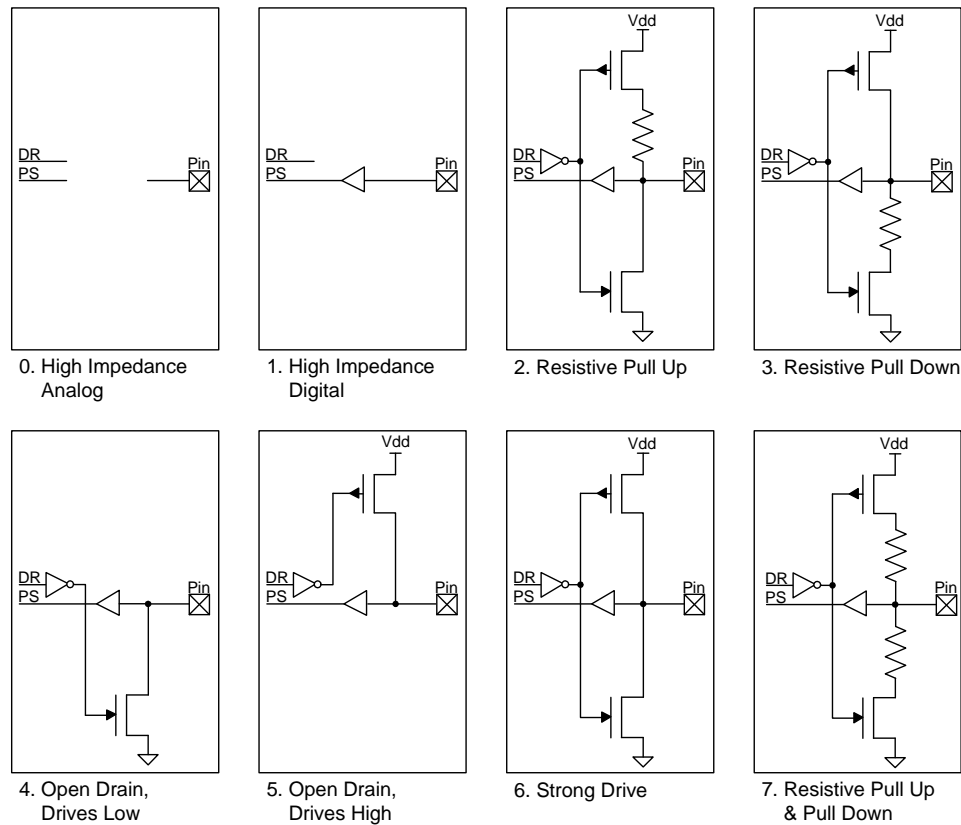 DR
PS
Pin
0. High Impedance
Analog
DR
PS
Pin
1. High Impedance
Digital
Vdd
DR
PS
Pin
2. Resistive Pull Up
Vdd
DR
PS
Pin
3. Resistive Pull Down
DR
PS
Pin
4. Open Drain,
Drives Low
Vdd
DR
PS
Pin
5. Open Drain,
Drives High
Vdd
DR
PS
Pin
6. Strong Drive
Vdd
DR
PS
Pin
7. Resistive Pull Up
& Pull Down